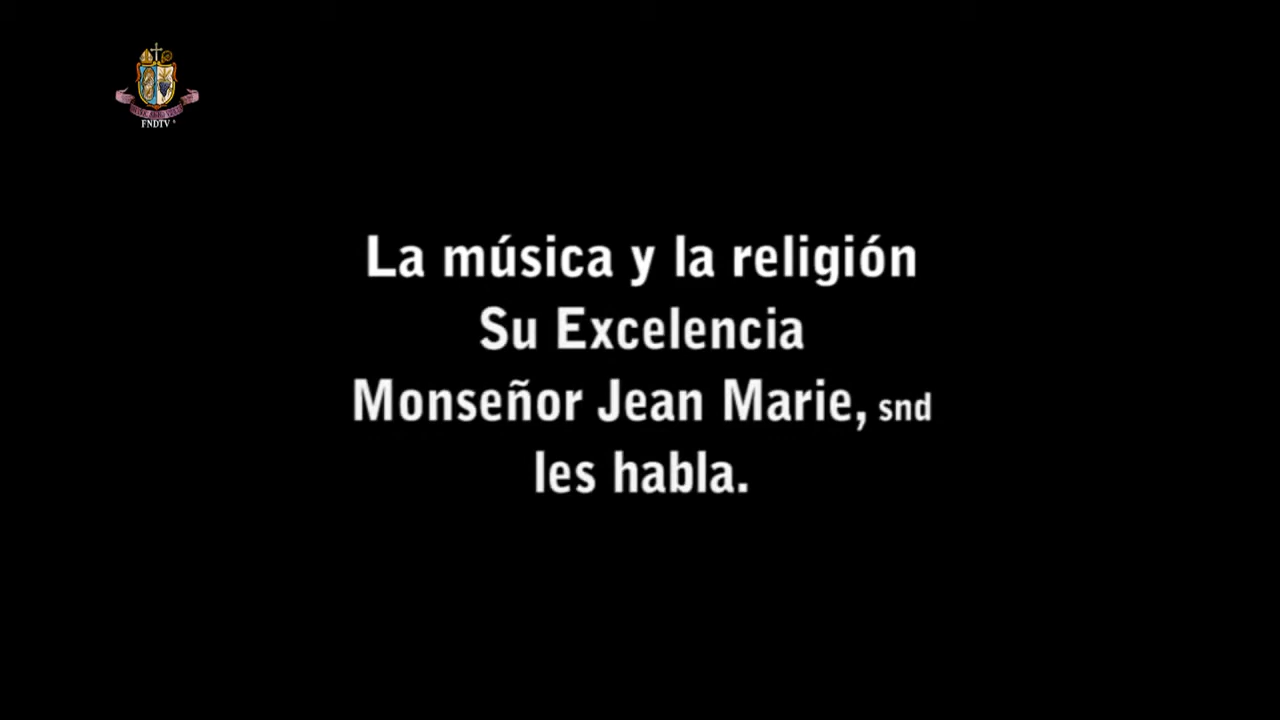 FNDTV
La música y la religión
Su Excelencia
Monseñor Jean Marie, snd
les habla.